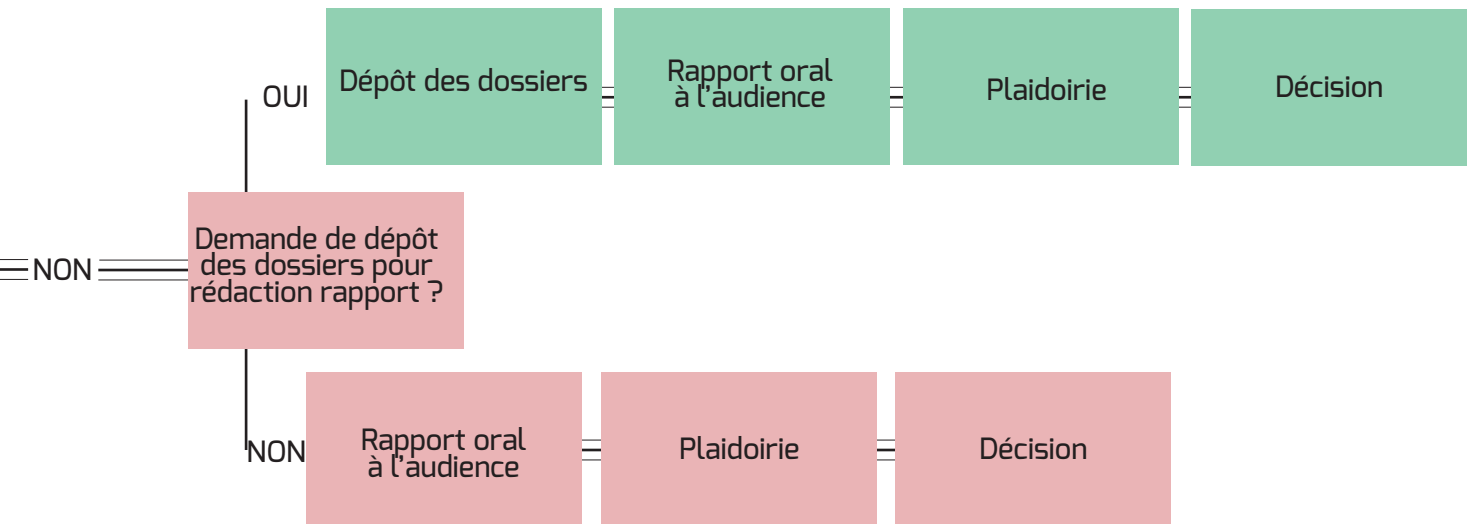 OUI
Dépôt des dossiers
Rapport oral
à l'audience
Plaidoirie
Décision
NON
Demande de dépôt
des dossiers pour
rédaction rapport ?
NON
Rapport oral
à l'audience
Plaidoirie
Décision